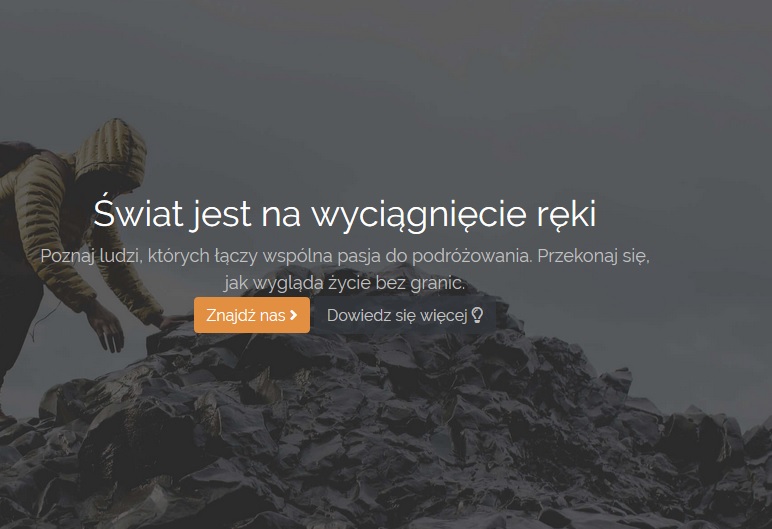 Świat jest na wyciągnięcie ręki
Poznaj ludzi, których łączy wspólna pasja do podróżowania. Przekonaj się,
jak wygląda życie bez granic.
Znajdź nas
Dowiedz się więcej